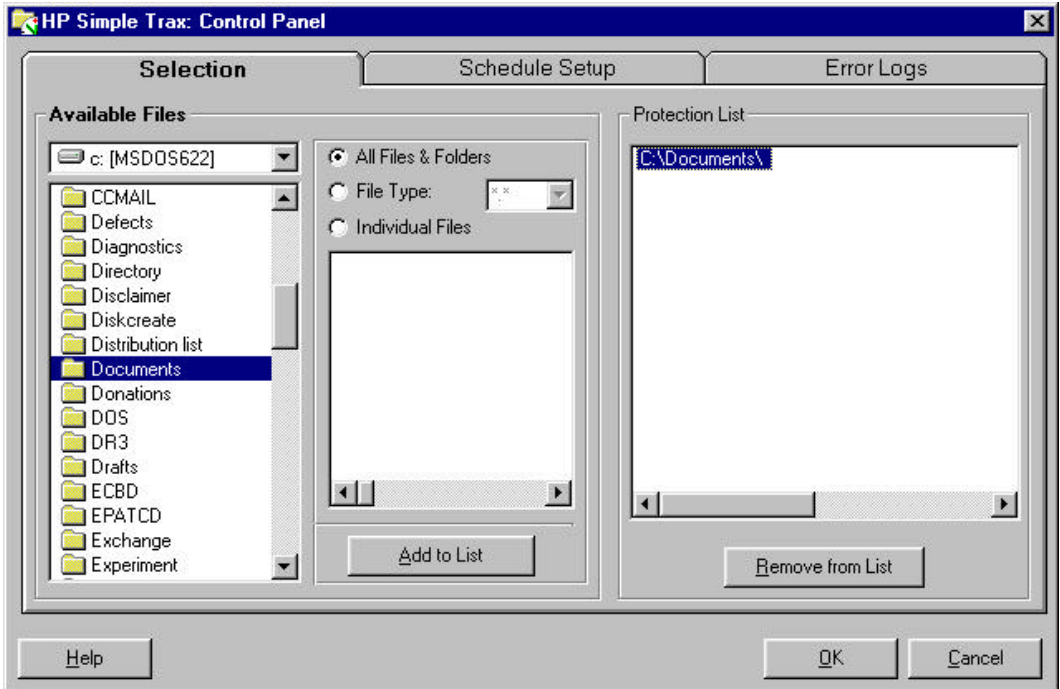 HP Simple Trax: Control Panel
Selection
Schedule Setup
Error Logs
Available Files
c: [MSDOS622]
CCMAIL
Defects
Diagnostics
Directory
Disclaimer
Diskcreate
Distribution list
Documents
Donations
DOS
DR3
Drafts
ECBD
EPATCD
Exchange
Experiment
All Files & Folders
File Type: *.*
Individual Files
Add to List
Protection List
C:\Documents\
Remove from List
Help
OK
Cancel